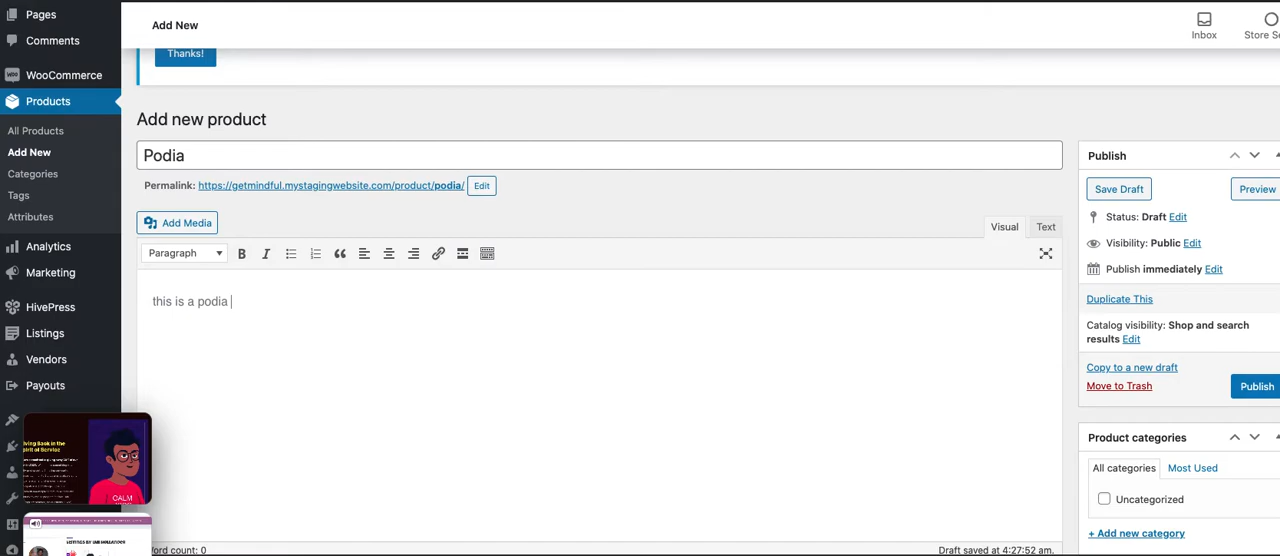 Pages
Comments
WooCommerce
Products
All Products
Add New
Categories
Tags
Attributes
Analytics
Marketing
HivePress
Listings
Vendors
Payouts
Add New
Inbox
Thanks!
Add new product
Podia
Permalink: https://getmindful.mystagingwebsite.com/product/podia/ Edit
Add Media
Visual Text
Paragraph
this is a podia
Word count: 0
Draft saved at 4:27:52 am.
Publish
Save Draft
Preview
Status: Draft Edit
Visibility: Public Edit
Publish immediately Edit
Duplicate This
Catalog visibility: Shop and search
results Edit
Copy to a new draft
Move to Trash
Publish
Product categories
All categories Most Used
Uncategorized
+ Add new category
Store
CALM